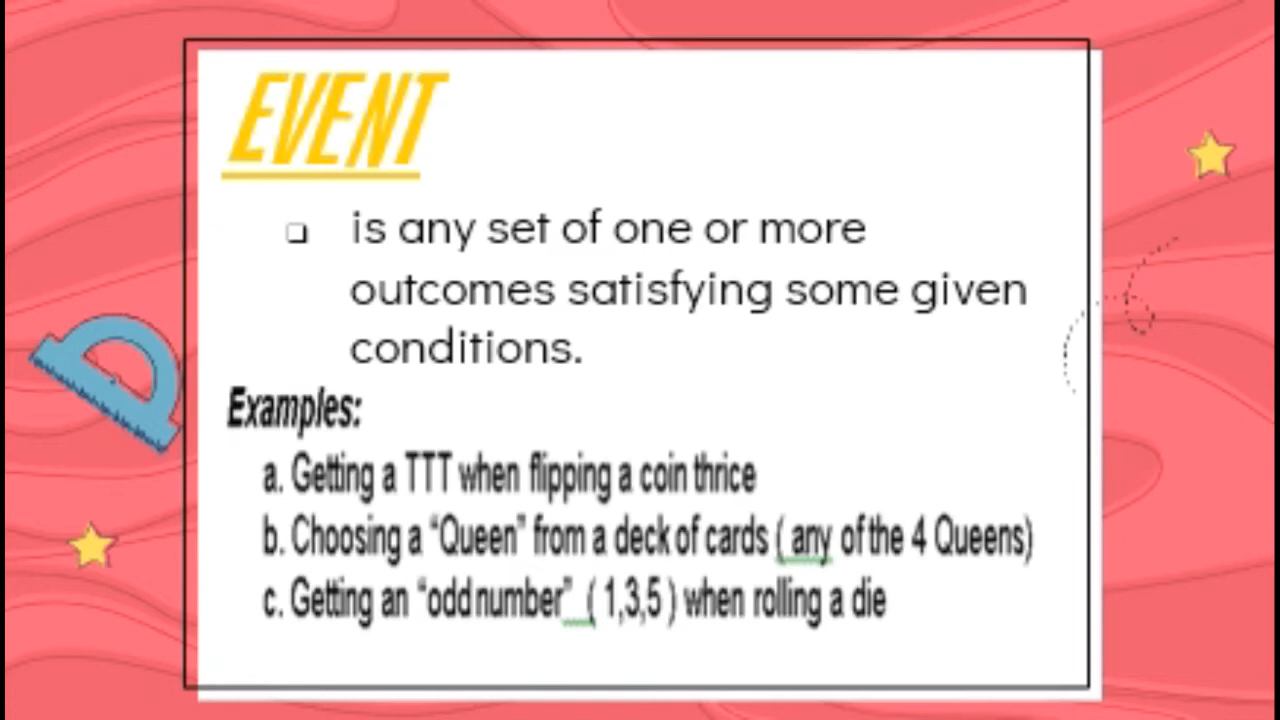 EVENT
❑ is any set of one or more
outcomes satisfying some given
conditions.
Examples:
a. Getting a TTT when flipping a coin thrice
b. Choosing a “Queen” from a deck of cards ( any of the 4 Queens)
c. Getting an “odd number” ( 1,3,5 ) when rolling a die